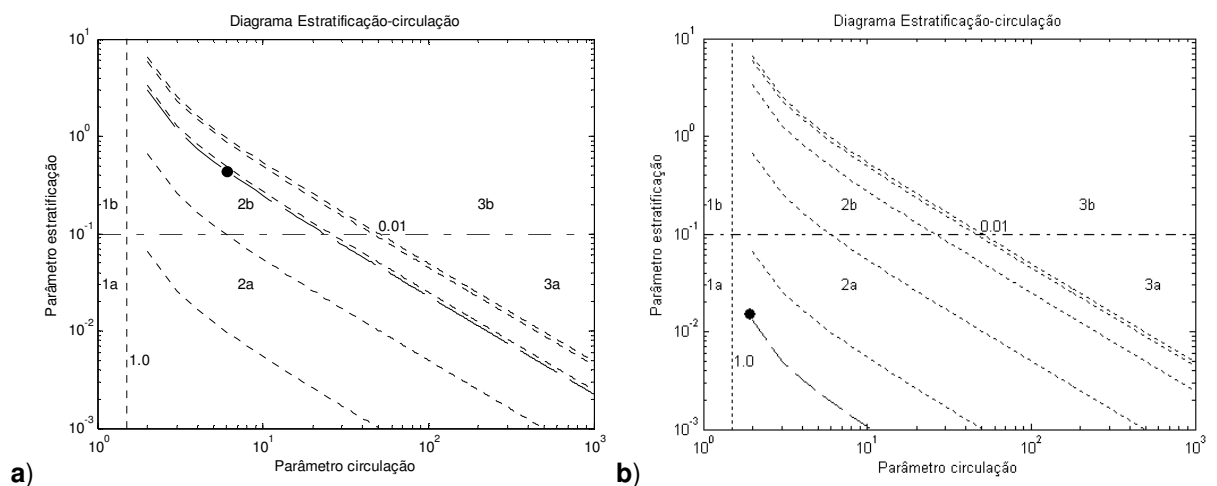 Diagrama Estratificação-circulação
10^1
10^0
10^-1
10^-2
10^-3
Parâmetro estratificação
1b
2b
3b
0.01
1a
2a
3a
1.0
10^0
10^1
10^2
10^3
Parâmetro circulação
a)
Diagrama Estratificação-circulação
10^1
10^0
10^-1
10^-2
10^-3
Parâmetro estratificação
1b
2b
3b
0.01
1a
2a
3a
1.0
10^0
10^1
10^2
10^3
Parâmetro circulação
b)